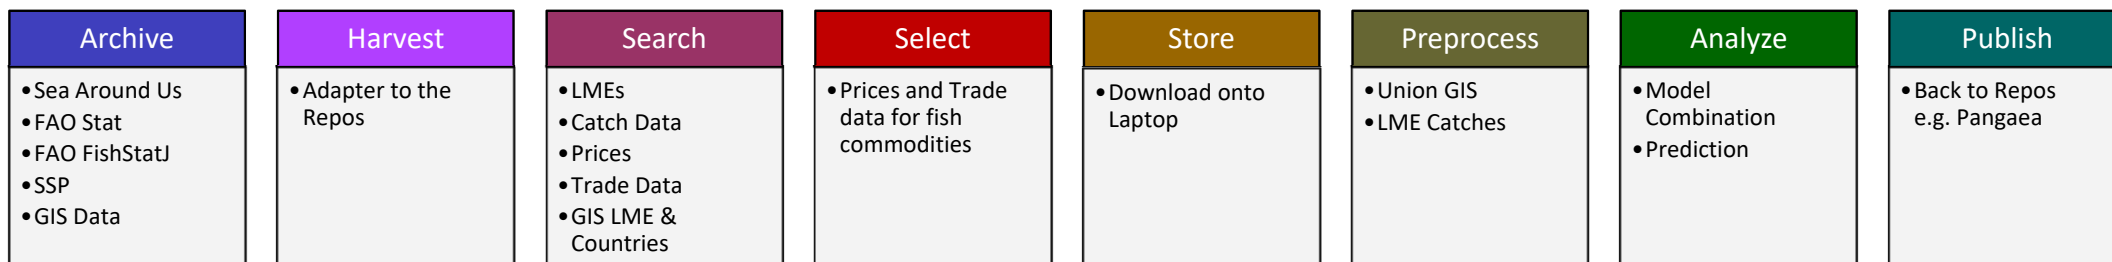 Archive
•Sea Around Us
•FAO Stat
•FAO FishStatJ
•SSP
•GIS Data
Harvest
•Adapter to the
Repos
Search
•LMEs
•Catch Data
•Prices
•Trade Data
•GIS LME &
Countries
Select
•Prices and Trade
data for fish
commodities
Store
•Download onto
Laptop
Preprocess
•Union GIS
•LME Catches
Analyze
•Model
Combination
•Prediction
Publish
•Back to Repos
e.g. Pangaea